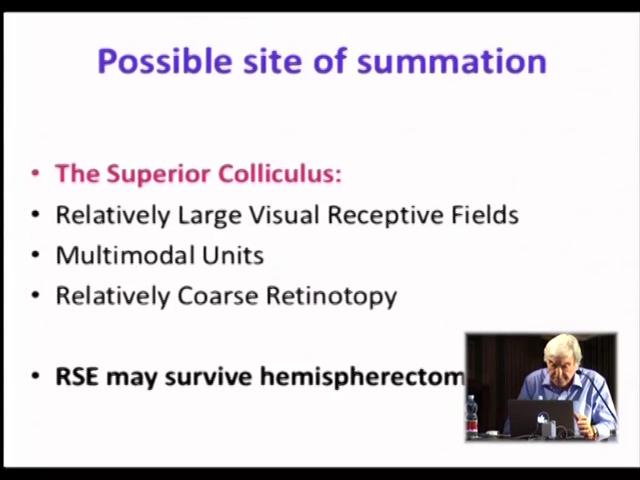 Possible site of summation
• The Superior Colliculus:
• Relatively Large Visual Receptive Fields
• Multimodal Units
• Relatively Coarse Retinotopy
• RSE may survive hemispherectom